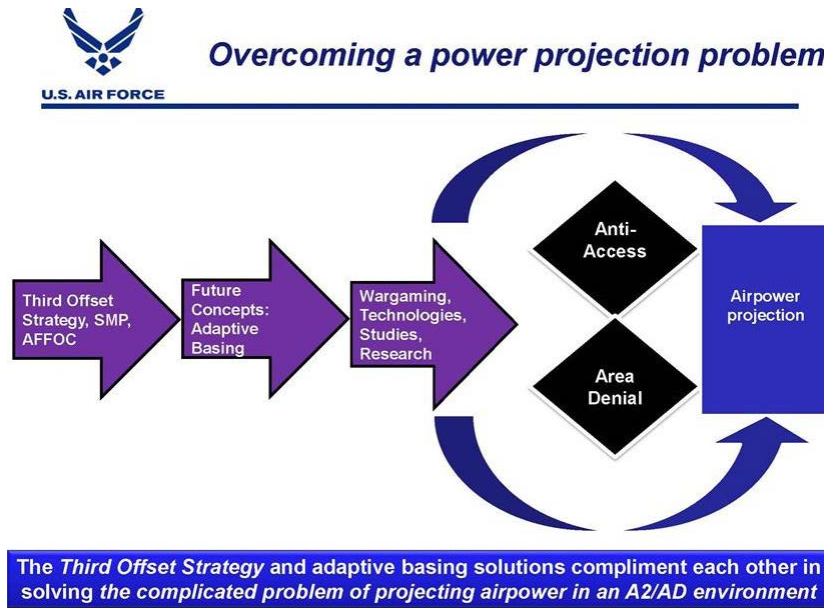 Overcoming a power projection problem
U.S. AIR FORCE
Third Offset
Strategy, SMP,
AFFOC
Future
Concepts:
Adaptive
Basing
Wargaming,
Technologies,
Studies,
Research
Anti-
Access
Area
Denial
Airpower
projection
The Third Offset Strategy and adaptive basing solutions compliment each other in
solving the complicated problem of projecting airpower in an A2/AD environment